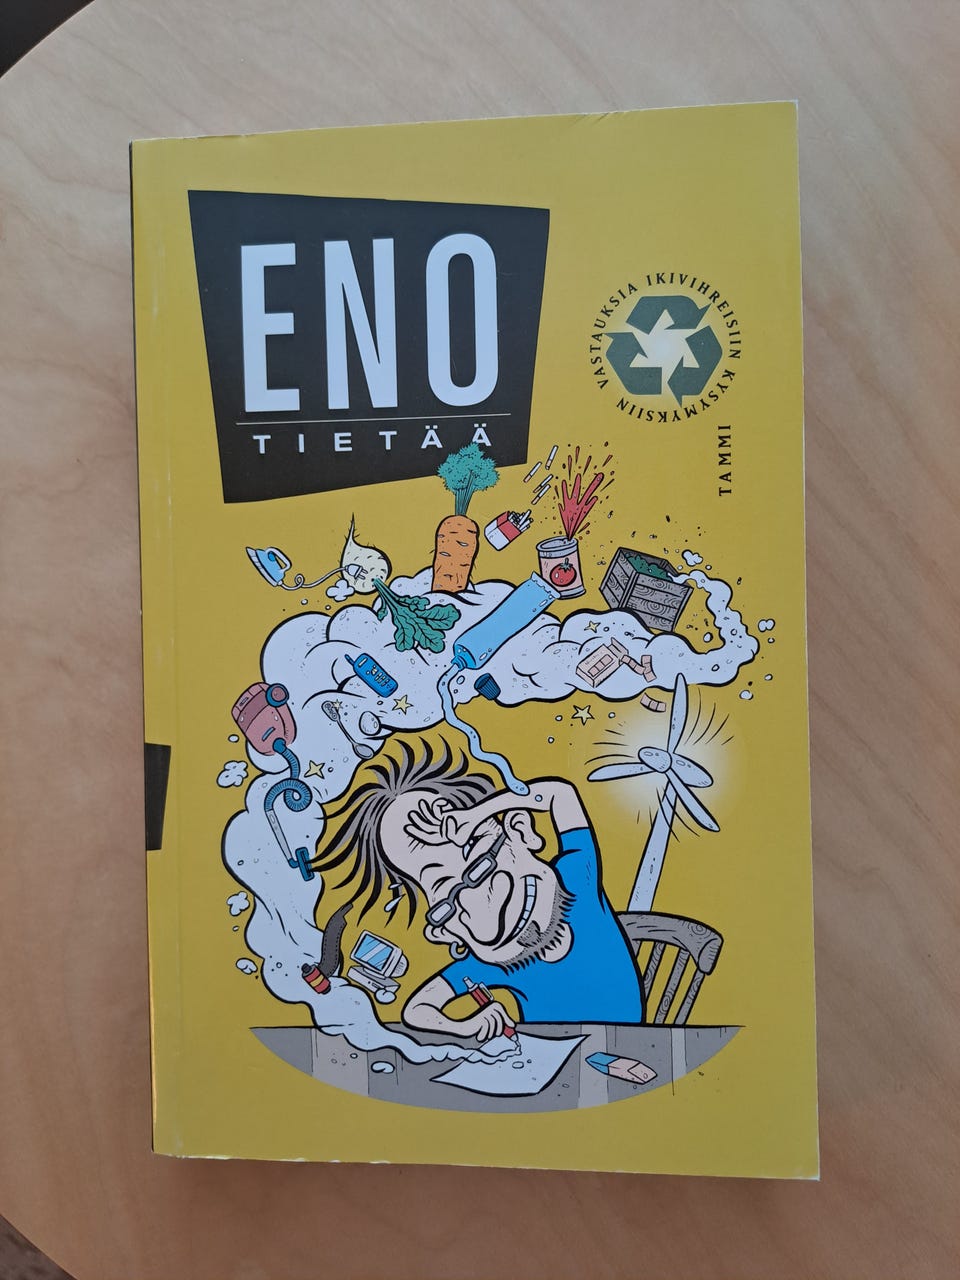 ENO
TIETÄÄ
VASTAUKSIA IKIVIHREISIIN KYSYMYKSIIN
TAMMI